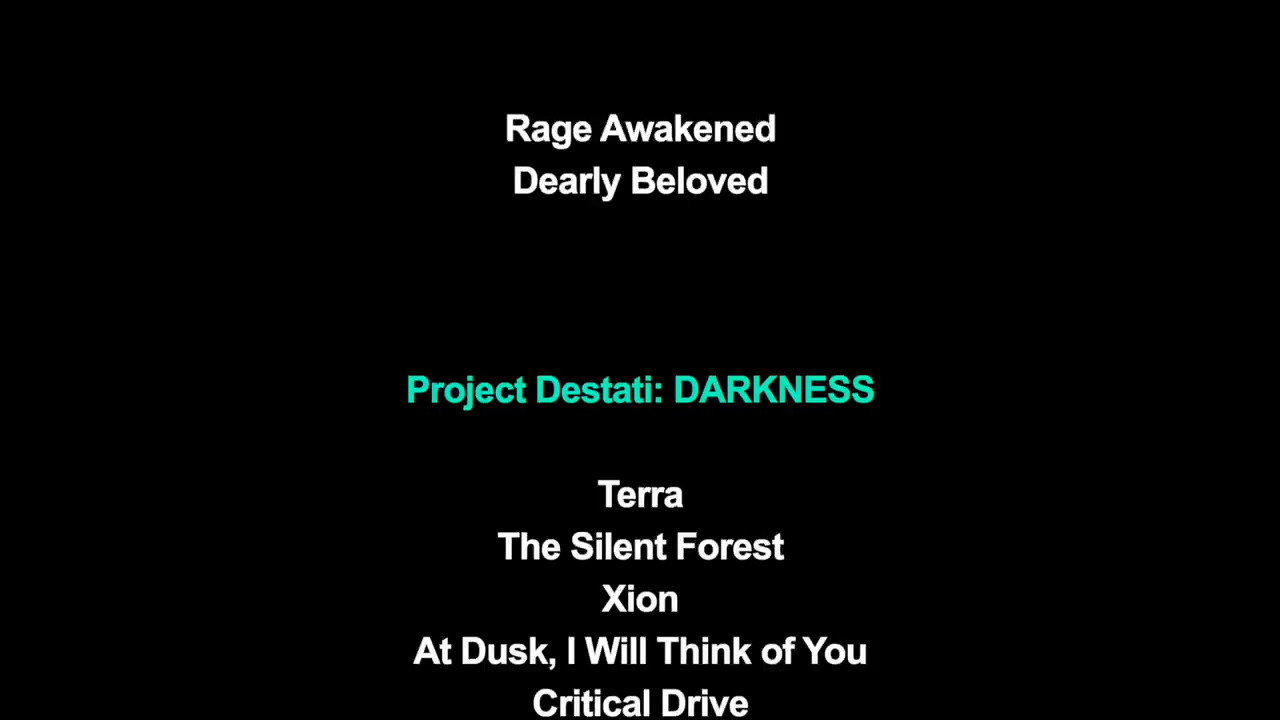 Rage Awakened
Dearly Beloved
Project Destati: DARKNESS
Terra
The Silent Forest
Xion
At Dusk, I Will Think of You
Critical Drive